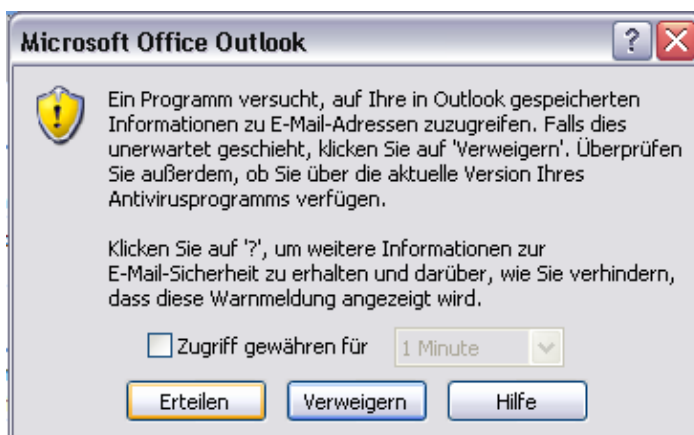 Microsoft Office Outlook
?
Ein Programm versucht, auf Ihre in Outlook gespeicherten
Informationen zu E-Mail-Adressen zuzugreifen. Falls dies
unerwartet geschieht, klicken Sie auf 'Verweigern'. Überprüfen
Sie außerdem, ob Sie über die aktuelle Version Ihres
Antivirusprogramms verfügen.
Klicken Sie auf '?', um weitere Informationen zur
E-Mail-Sicherheit zu erhalten und darüber, wie Sie verhindern,
dass diese Warnmeldung angezeigt wird.
Zugriff gewähren für 1 Minute
Erteilen Verweigern Hilfe